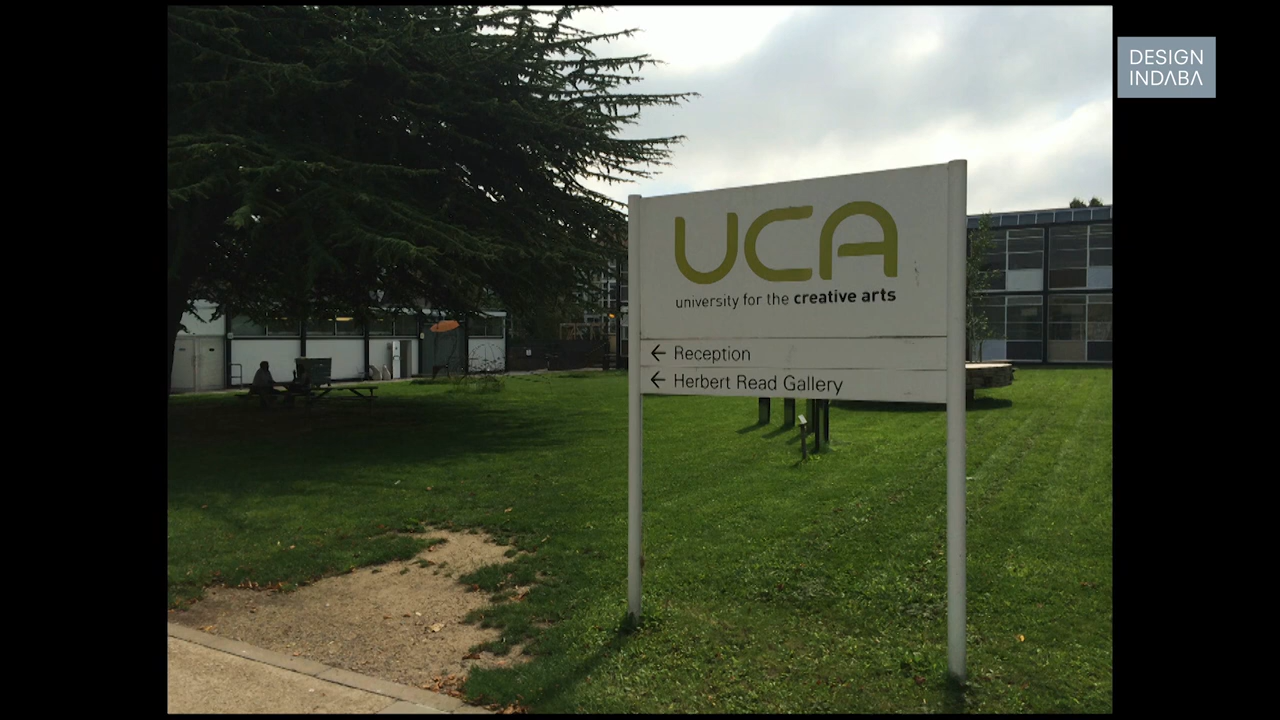 DESIGN
INDABA
UCA
university for the creative arts
← Reception
← Herbert Read Gallery